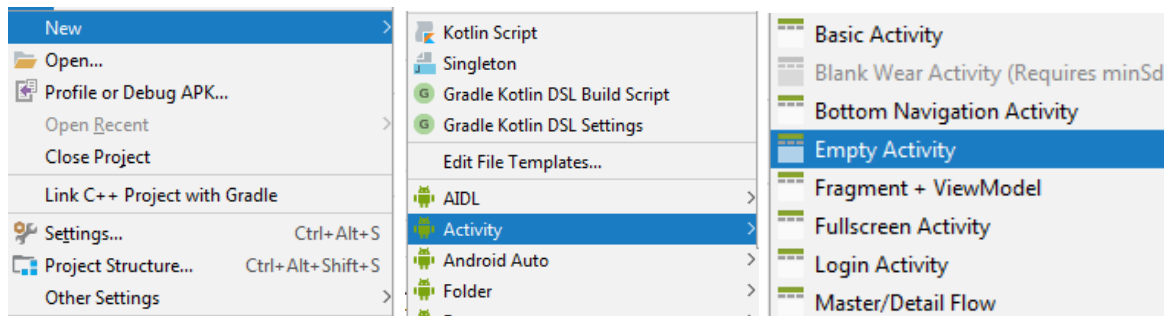 New
Open...
Profile or Debug APK...
Open Recent
Close Project
Link C++ Project with Gradle
Settings... Ctrl+Alt+S
Project Structure... Ctrl+Alt+Shift+S
Other Settings
Kotlin Script
Singleton
G Gradle Kotlin DSL Build Script
G Gradle Kotlin DSL Settings
Edit File Templates...
AIDL
Activity
Android Auto
Folder
Basic Activity
Blank Wear Activity (Requires minSd
Bottom Navigation Activity
Empty Activity
Fragment + ViewModel
Fullscreen Activity
Login Activity
Master/Detail Flow